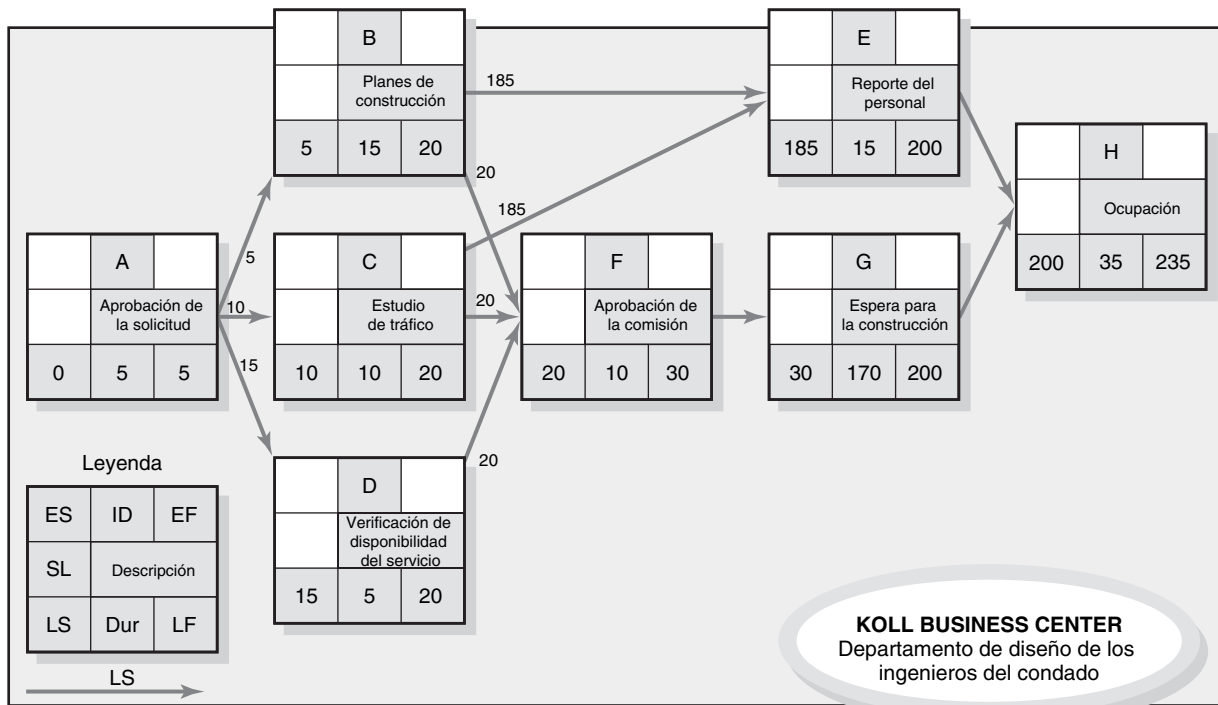 B
Planes de
construcción
5 15 20
E
Reporte del
personal
185 15 200
H
Ocupación
200 35 235
185
20
185
5
10
15
20
20
A
Aprobación de
la solicitud
0 5 5
C
Estudio
de tráfico
10 10 20
F
Aprobación de
la comisión
20 10 30
G
Espera para
la construcción
30 170 200
D
Verificación de
disponibilidad
del servicio
15 5 20
Leyenda
ES ID EF
SL Descripción
LS Dur LF
LS
KOLL BUSINESS CENTER
Departamento de diseño de los
ingenieros del condado